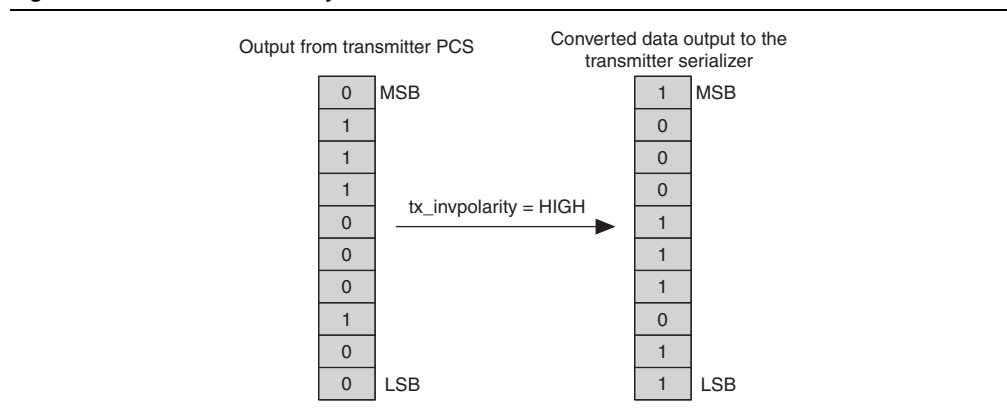 Output from transmitter PCS
Converted data output to the
transmitter serializer
0 MSB
1
1
1
0
0
0
1
0
0 LSB
tx_invpolarity = HIGH
1 MSB
0
0
0
1
1
1
0
1
1 LSB